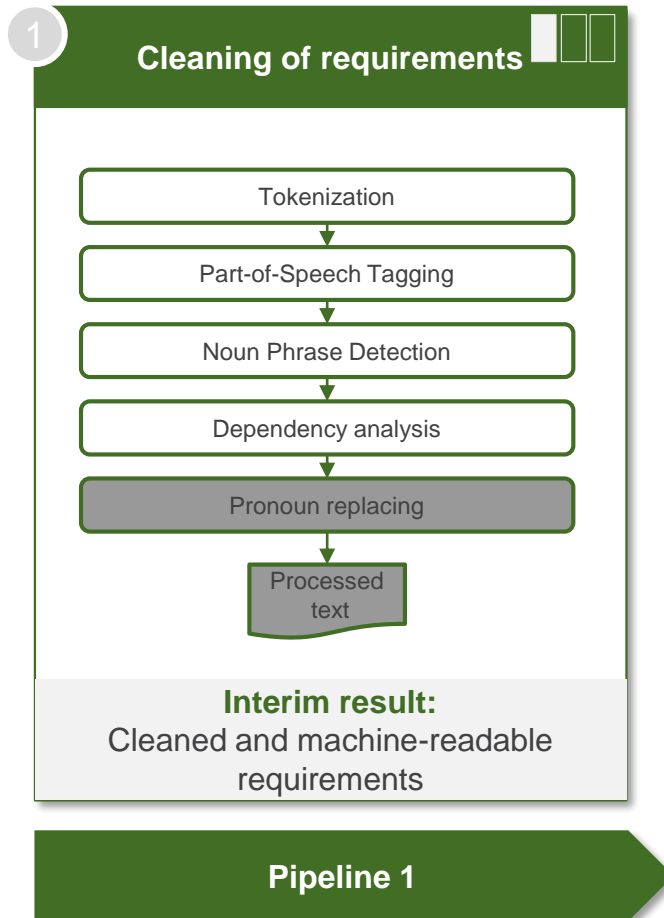 1
Cleaning of requirements
Tokenization
Part-of-Speech Tagging
Noun Phrase Detection
Dependency analysis
Pronoun replacing
Processed
text
Interim result:
Cleaned and machine-readable
requirements
Pipeline 1